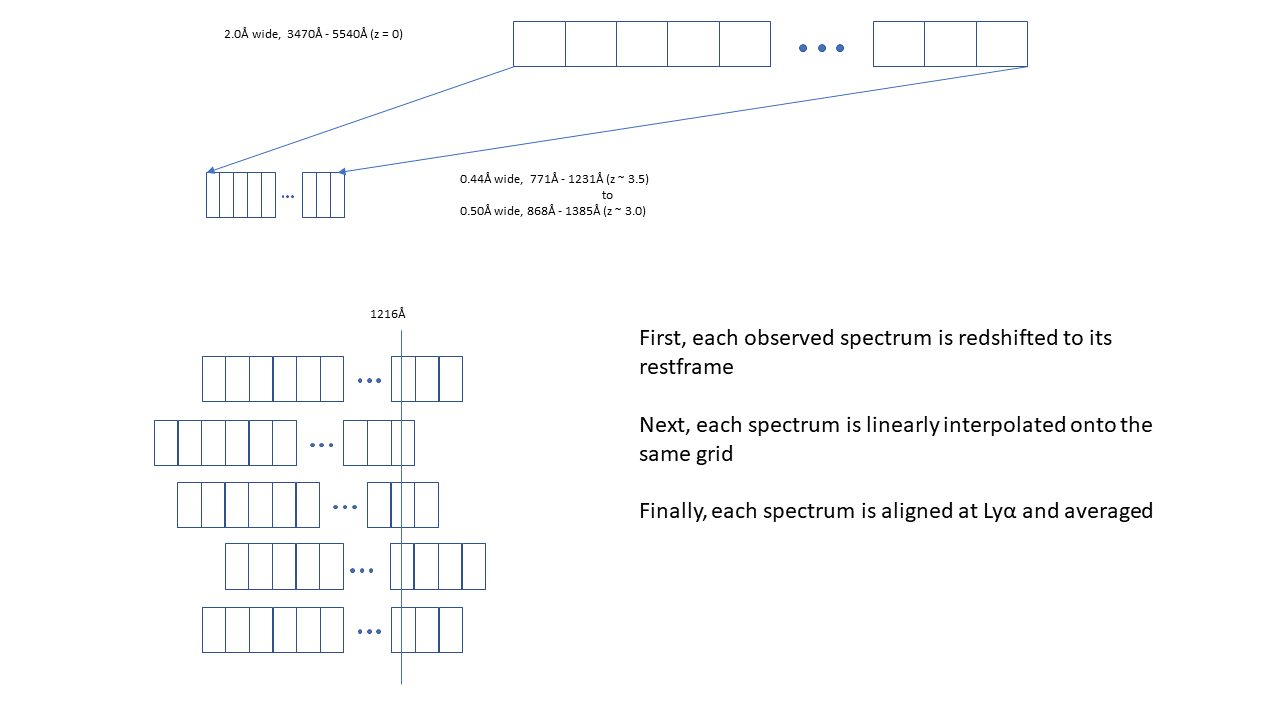 2.0Å wide, 3470Å - 5540Å (z = 0)
0.44Å wide, 771Å - 1231Å (z ~ 3.5)
to
0.50Å wide, 868Å - 1385Å (z ~ 3.0)
1216Å
First, each observed spectrum is redshifted to its
restframe
Next, each spectrum is linearly interpolated onto the
same grid
Finally, each spectrum is aligned at Lyα and averaged